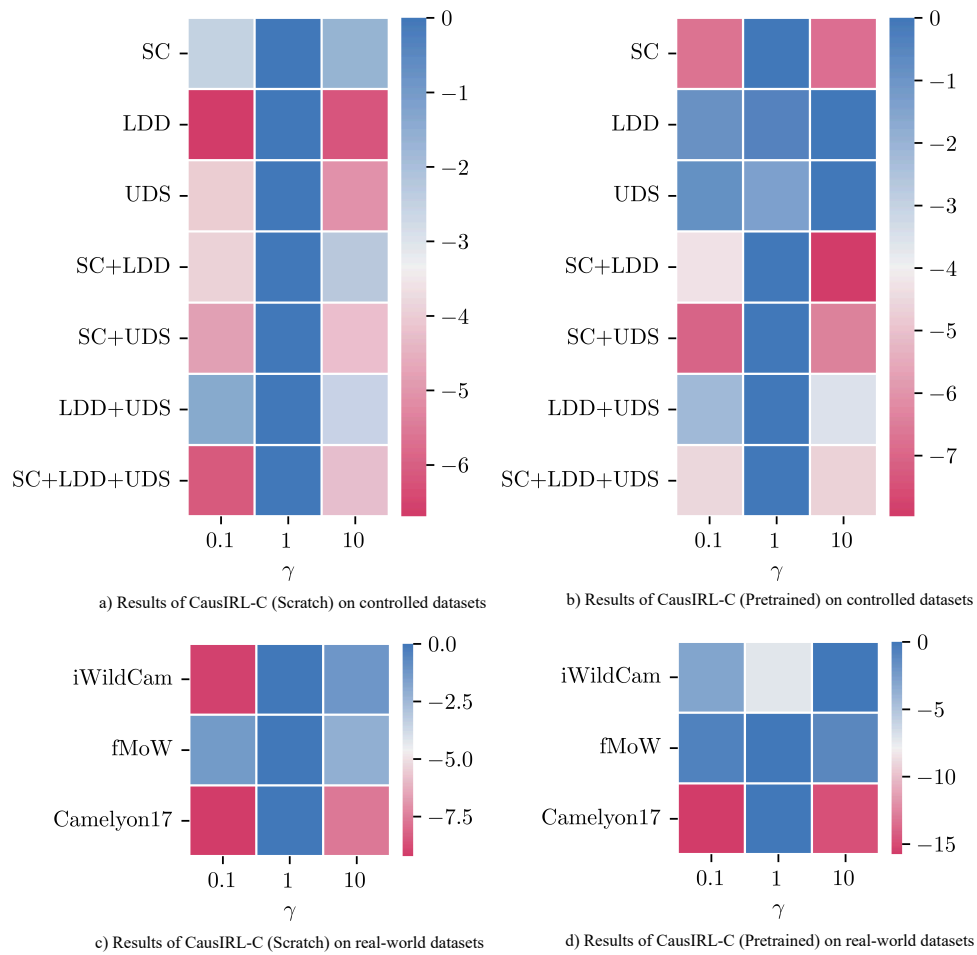 SC
LDD
UDS
SC+LDD
SC+UDS
LDD+UDS
SC+LDD+UDS
0.1 1 10
γ
0
−1
−2
−3
−4
−5
−6
a) Results of CausIRL-C (Scratch) on controlled datasets
SC
LDD
UDS
SC+LDD
SC+UDS
LDD+UDS
SC+LDD+UDS
0.1 1 10
γ
0
−1
−2
−3
−4
−5
−6
−7
b) Results of CausIRL-C (Pretrained) on controlled datasets
iWildCam
fMoW
Camelyon17
0.1 1 10
γ
0.0
−2.5
−5.0
−7.5
c) Results of CausIRL-C (Scratch) on real-world datasets
iWildCam
fMoW
Camelyon17
0.1 1 10
γ
0
−5
−10
−15
d) Results of CausIRL-C (Pretrained) on real-world datasets